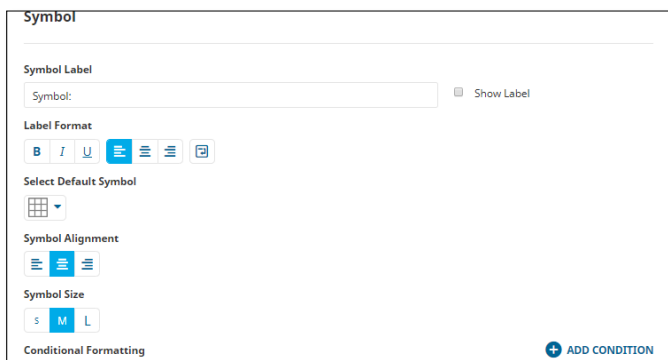 Symbol
Symbol Label
Symbol:
Show Label
Label Format
B I U
Select Default Symbol
Symbol Alignment
Symbol Size
S M L
Conditional Formatting
ADD CONDITION